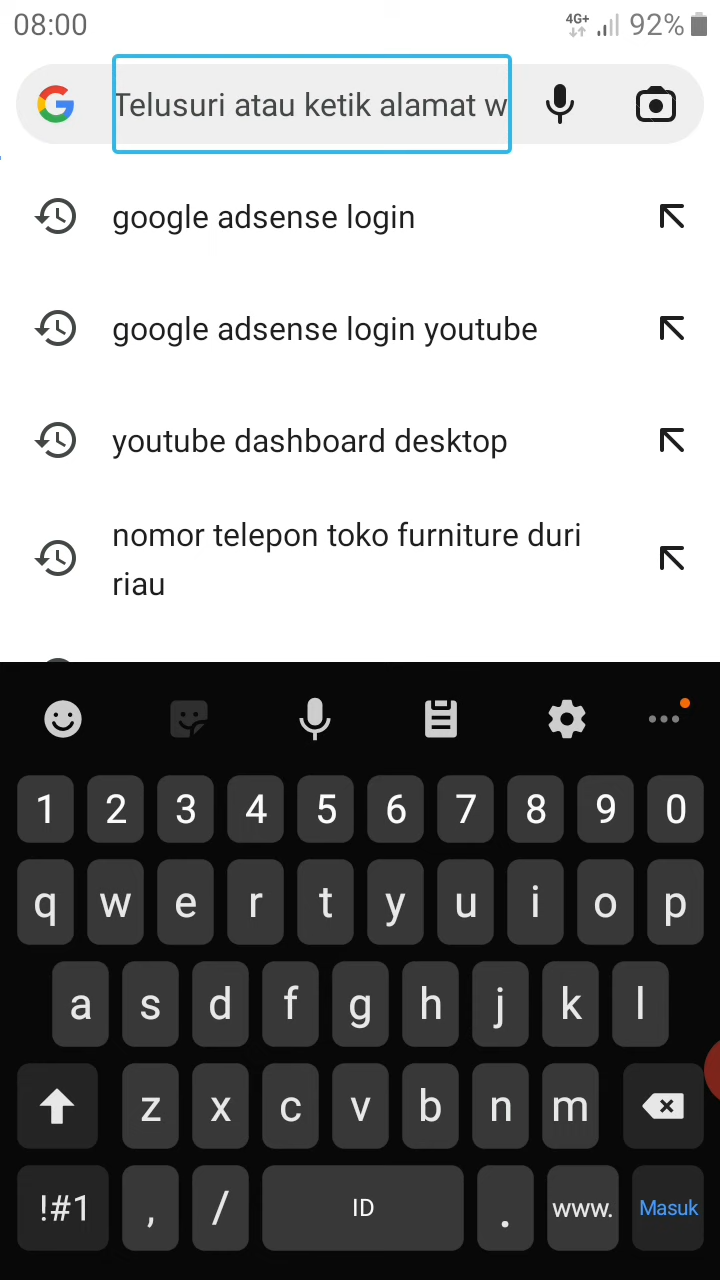 08:00 4G+ 92%
Telusuri atau ketik alamat w
google adsense login
google adsense login youtube
youtube dashboard desktop
nomor telepon toko furniture duri
riau
1 2 3 4 5 6 7 8 9 0
q w e r t y u i o p
a s d f g h j k l
z x c v b n m
!#1 , / ID . www. Masuk